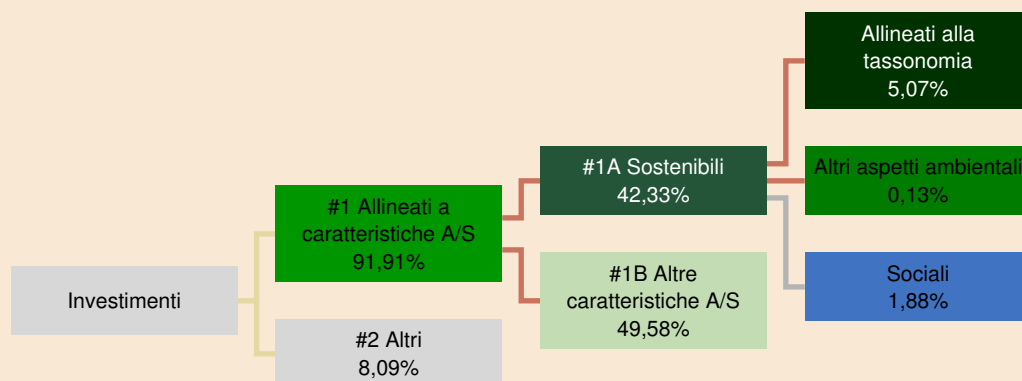 Investimenti
#1 Allineati a
caratteristiche A/S
91,91%
#2 Altri
8,09%
#1A Sostenibili
42,33%
#1B Altre
caratteristiche A/S
49,58%
Allineati alla
tassonomia
5,07%
Altri aspetti ambientali
0,13%
Sociali
1,88%